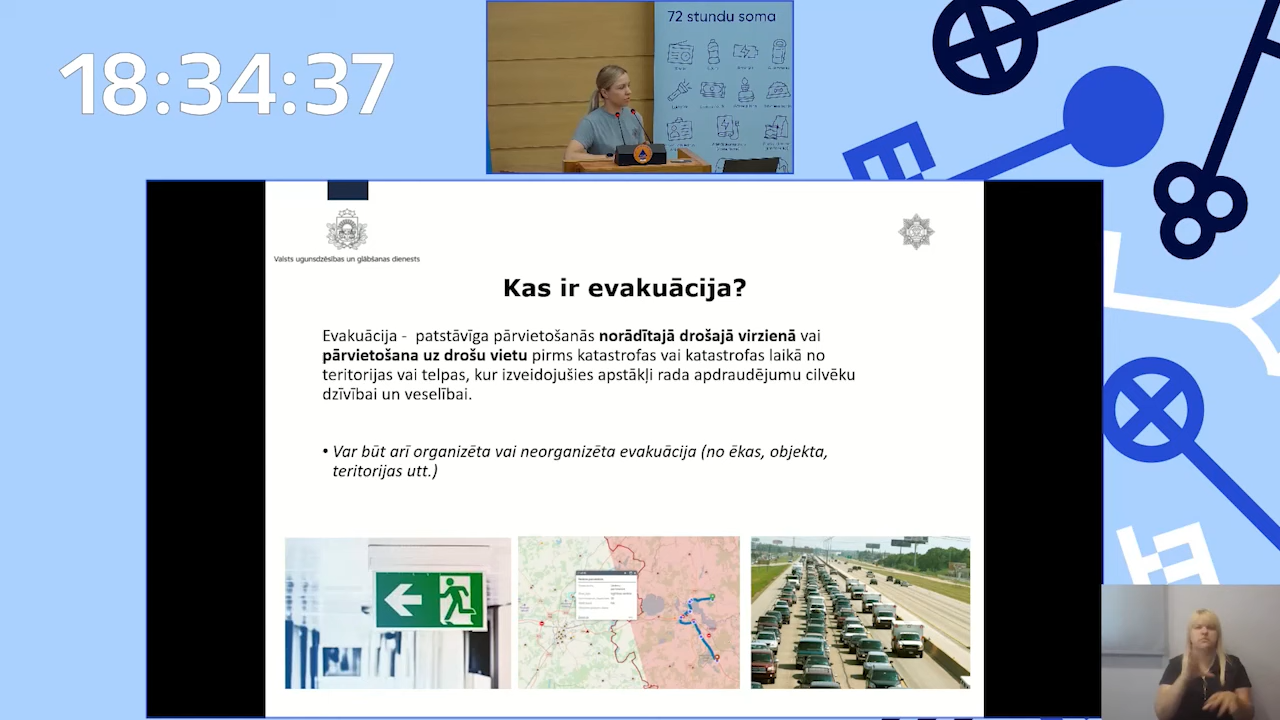 18:34:37
72 stundu soma
Valsts ugunsdzēsības un glābšanas dienests
Kas ir evakuācija?
Evakuācija - patstāvīga pārvietošanās norādītajā drošajā virzienā vai
pārvietošana uz drošu vietu pirms katastrofas vai katastrofas laikā no
teritorijas vai telpas, kur izveidojušies apstākļi rada apdraudējumu cilvēku
dzīvībai un veselībai.
• Var būt arī organizēta vai neorganizēta evakuācija (no ēkas, objekta,
teritorijas utt.)